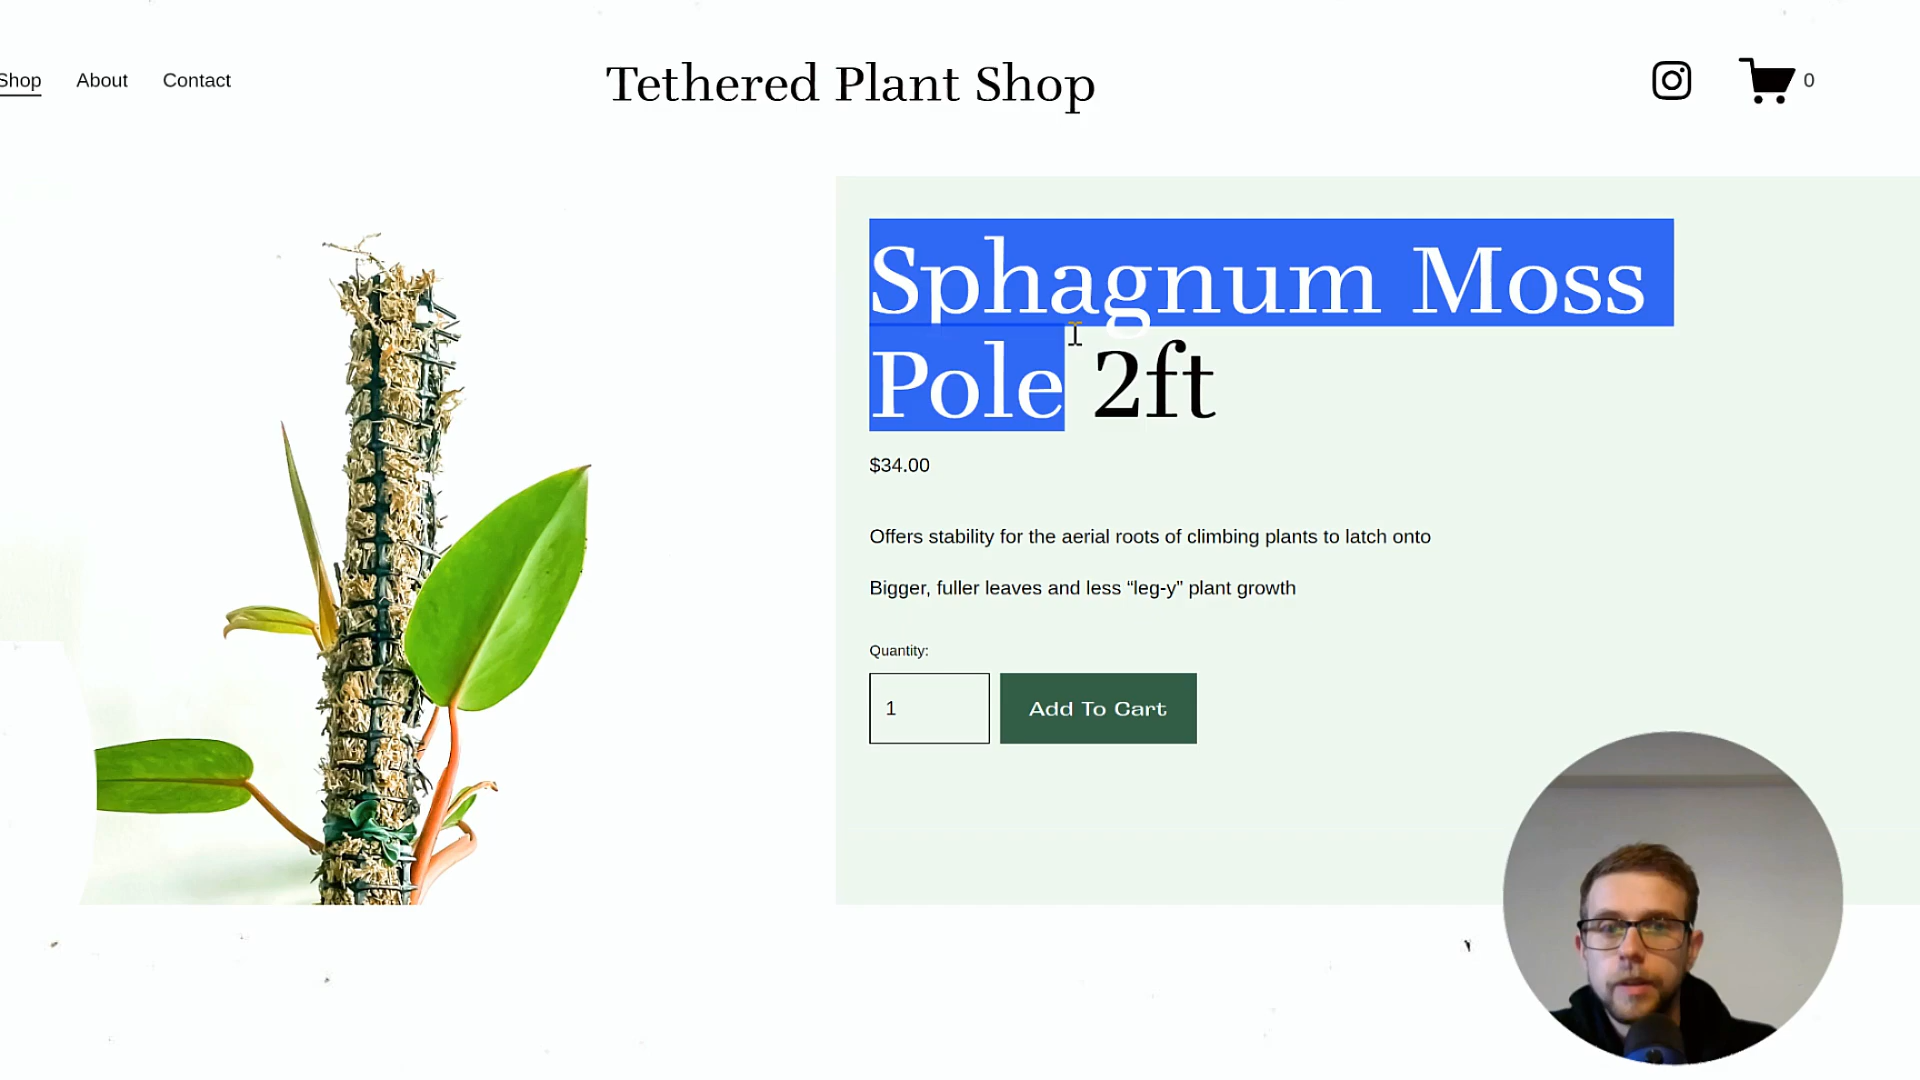 Shop About Contact
Tethered Plant Shop
0
Sphagnum Moss
Pole 2ft
$34.00
Offers stability for the aerial roots of climbing plants to latch onto
Bigger, fuller leaves and less “leg-y” plant growth
Quantity:
1
Add To Cart